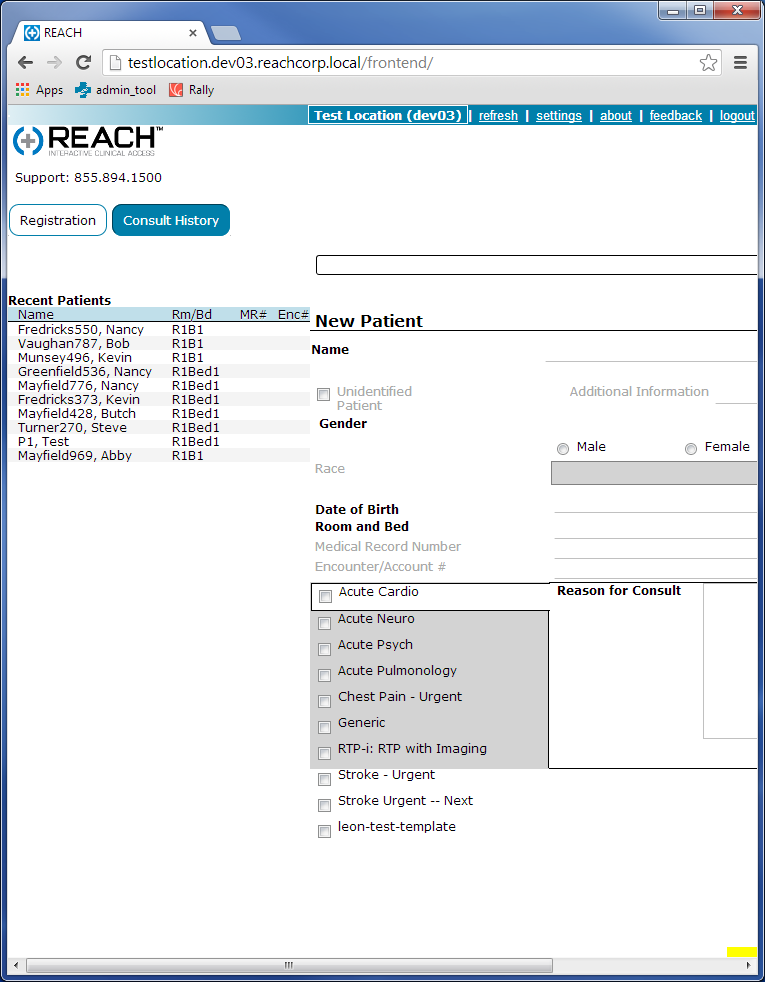 REACH
testlocation.dev03.reachcorp.local/frontend/
Apps admin_tool Rally
Test Location (dev03) | refresh | settings | about | feedback | logout
REACH™
INTERACTIVE CLINICAL ACCESS
Support: 855.894.1500
Registration Consult History
Recent Patients
Name Rm/Bd MR# Enc#
Fredricks550, Nancy R1B1
Vaughan787, Bob R1B1
Munsey496, Kevin R1B1
Greenfield536, Nancy R1Bed1
Mayfield776, Nancy R1Bed1
Fredricks373, Kevin R1Bed1
Mayfield428, Butch R1Bed1
Turner270, Steve R1Bed1
P1, Test R1Bed1
Mayfield969, Abby R1B1
New Patient
Name
Unidentified Patient
Additional Information
Gender
Male Female
Race
Date of Birth
Room and Bed
Medical Record Number
Encounter/Account #
Acute Cardio
Acute Neuro
Acute Psych
Acute Pulmonology
Chest Pain - Urgent
Generic
RTP-i: RTP with Imaging
Stroke - Urgent
Stroke Urgent -- Next
leon-test-template
Reason for Consult